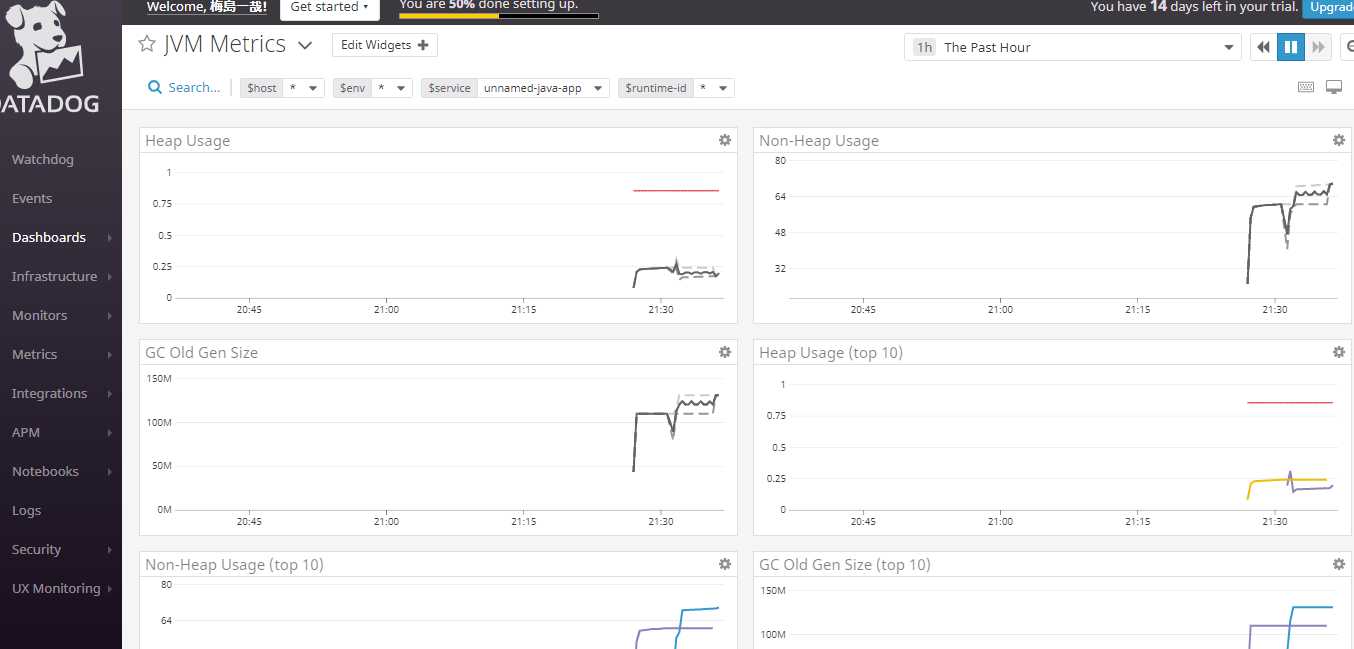 Welcome, 梅島一哉! Get started You are 50% done setting up. You have 14 days left in your trial. Upgrade
DATADOG
JVM Metrics Edit Widgets + 1h The Past Hour
Search... $host * $env * $service unnamed-java-app $runtime-id *
Watchdog
Events
Dashboards
Infrastructure
Monitors
Metrics
Integrations
APM
Notebooks
Logs
Security
UX Monitoring
Heap Usage
1
0.75
0.5
0.25
0
20:45 21:00 21:15 21:30
Non-Heap Usage
80
64
48
32
20:45 21:00 21:15 21:30
GC Old Gen Size
150M
100M
50M
0M
20:45 21:00 21:15 21:30
Heap Usage (top 10)
1
0.75
0.5
0.25
0
20:45 21:00 21:15 21:30
Non-Heap Usage (top 10)
80
64
GC Old Gen Size (top 10)
150M
100M